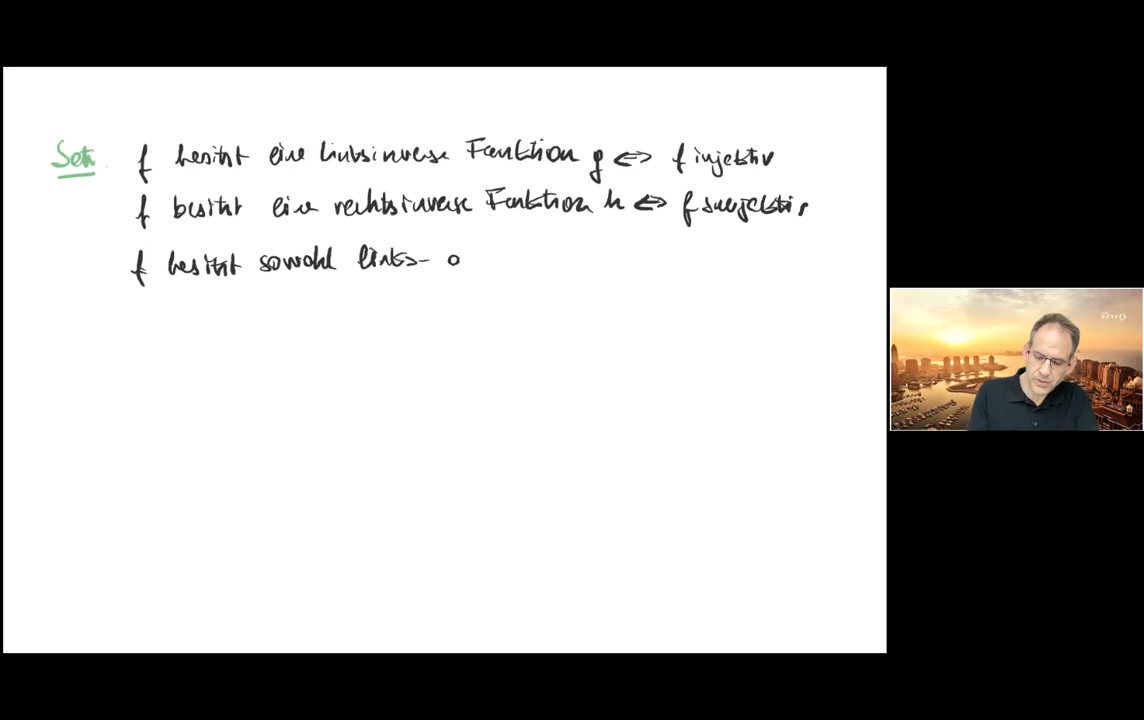 Satz f besitzt eine linksinverse Funktion g ⇔ f injektiv
f besitzt eine rechtsinverse Funktion h ⇔ f surjektiv
f besitzt sowohl links- o